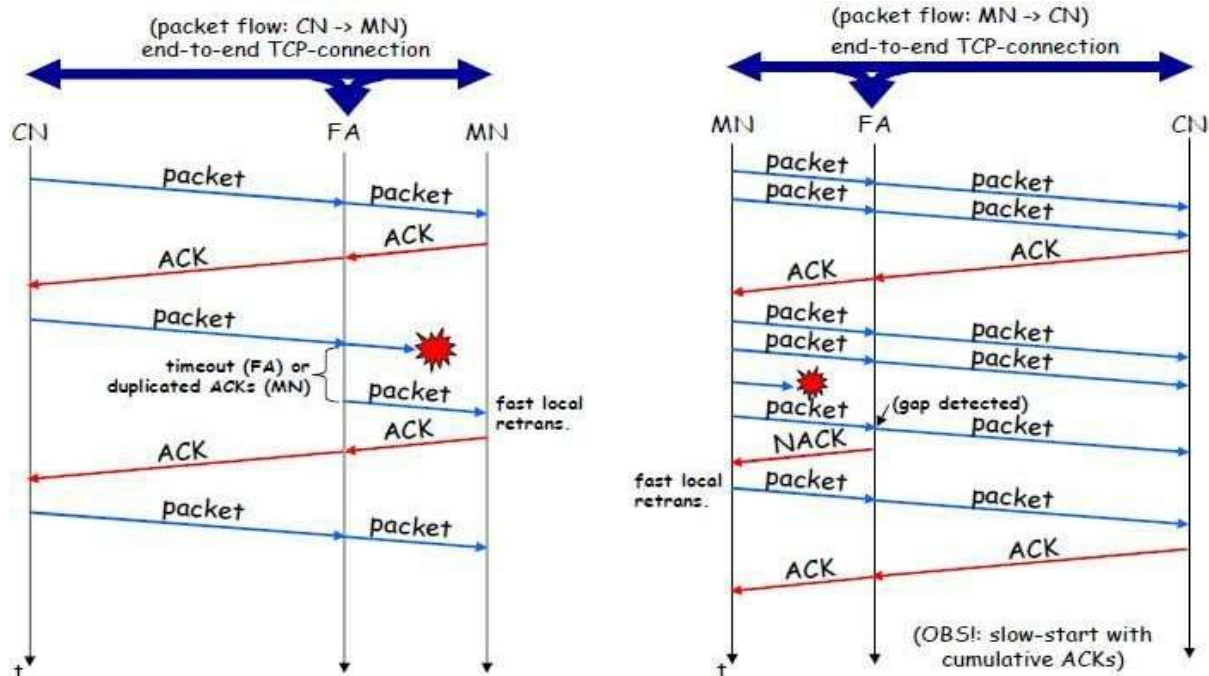 (packet flow: CN -> MN)
end-to-end TCP-connection
CN
FA
MN
packet
packet
ACK
ACK
packet
timeout (FA) or
duplicated ACKs (MN)
packet
fast local
retrans.
ACK
ACK
packet
packet
t
(packet flow: MN -> CN)
end-to-end TCP-connection
MN
FA
CN
packet
packet
packet
packet
ACK
ACK
packet
packet
packet
packet
packet
(gap detected)
packet
NACK
fast local
retrans.
packet
packet
ACK
ACK
(OBS!: slow-start with
cumulative ACKs)
t